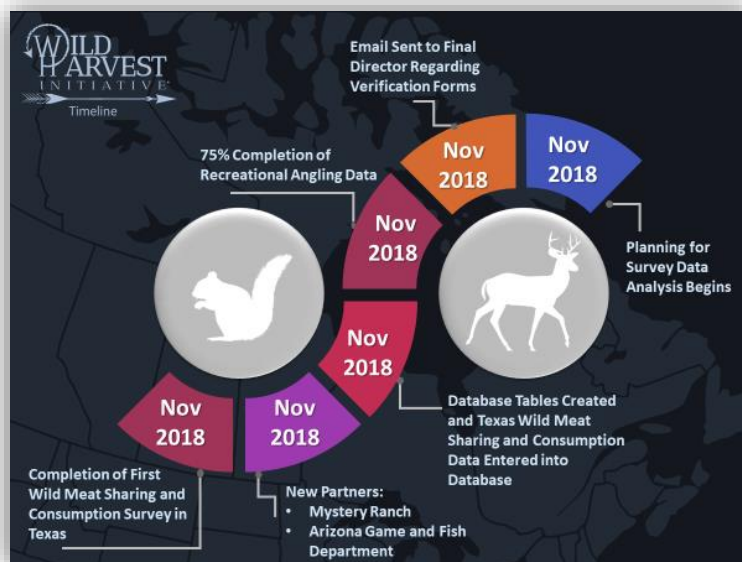 WILD
HARVEST
INITIATIVE®
Timeline
Email Sent to Final
Director Regarding
Verification Forms
Nov
2018
Nov
2018
75% Completion of
Recreational Angling Data
Nov
2018
Planning for
Survey Data
Analysis Begins
Nov
2018
Database Tables Created
and Texas Wild Meat
Sharing and Consumption
Data Entered into
Database
Nov
2018
Nov
2018
Completion of First
Wild Meat Sharing and
Consumption Survey in
Texas
New Partners:
• Mystery Ranch
• Arizona Game and Fish
Department